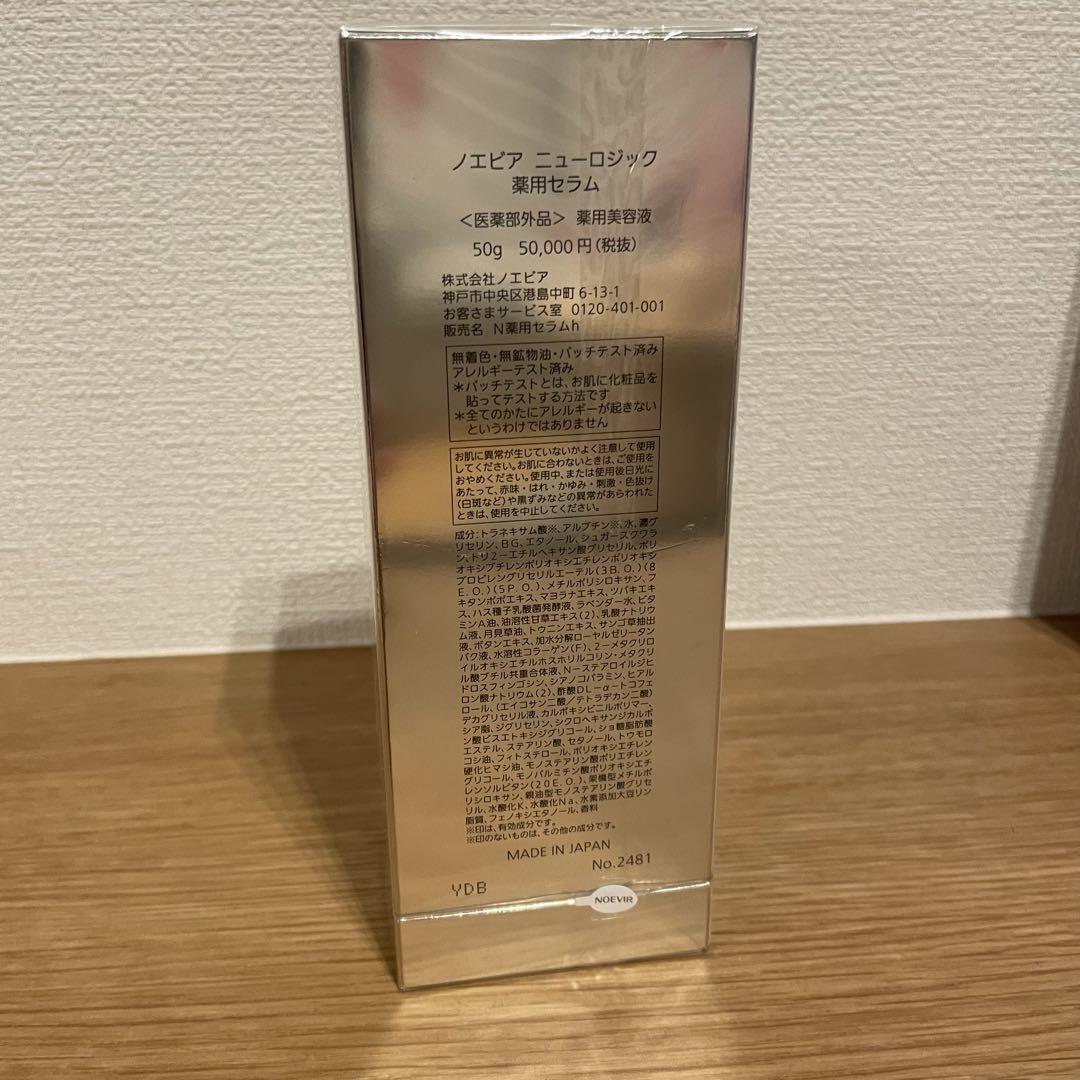 ノエビア ニューロジック
薬用セラム
＜医薬部外品＞ 薬用美容液
50g 50,000円（税抜）
株式会社ノエビア
神戸市中央区港島中町6-13-1
お客さまサービス室 0120-401-001
販売名 N薬用セラムh
無着色・無鉱物油・パッチテスト済み
アレルギーテスト済み
＊パッチテストとは、お肌に化粧品を
貼ってテストする方法です
＊全てのかたにアレルギーが起きない
というわけではありません
お肌に異常が生じていないかよく注意して使用
してください。お肌に合わないときは、ご使用を
おやめください。使用中、または使用後日光に
あたって、赤味・はれ・かゆみ・刺激・色抜け
（白斑など）や黒ずみなどの異常があらわれた
ときは、使用を中止してください。
成分：トラネキサム酸※、アルブチン※、水、濃グ
リセリン、BG、エタノール、シュガースクワラ
ン、トリ2－エチルヘキサン酸グリセリル、ポリ
オキシブチレンポリオキシエチレンポリオキシ
プロピレングリセリルエーテル（3B.O.）（8
E.O.）（5P.O.）、メチルポリシロキサン、フ
キタンポポエキス、マヨラナエキス、ツバキエキ
ス、ハス種子乳酸菌発酵液、ラベンダー水、ビタ
ミンA油、油溶性甘草エキス（2）、乳酸ナトリウ
ム液、月見草油、トウニンエキス、サンゴ草抽出
液、ボタンエキス、加水分解ローヤルゼリータン
パク液、水溶性コラーゲン（F）、2－メタクリロ
イルオキシエチルホスホリルコリン・メタクリ
ル酸ブチル共重合体液、N－ステアロイルジヒ
ドロスフィンゴシン、シアノコバラミン、ヒアル
ロン酸ナトリウム（2）、酢酸DL－α－トコフェ
ロール、（エイコサン二酸／テトラデカン二酸）
デカグリセリル液、カルボキシビニルポリマー、
シア脂、ジグリセリン、シクロヘキサンジカルボ
ン酸ビスエトキシジグリコール、ショ糖脂肪酸
エステル、ステアリン酸、セタノール、トウモロ
コシ油、フィトステロール、ポリオキシエチレン
硬化ヒマシ油、モノステアリン酸ポリエチレン
グリコール、モノパルミチン酸ポリオキシエチ
レンソルビタン（20E.O.）、架橋型メチルポ
リシロキサン、親油型モノステアリン酸グリセ
リル、水酸化K、水酸化Na、水素添加大豆リン
脂質、フェノキシエタノール、香料
※印は、有効成分です。
※印のないものは、その他の成分です。
MADE IN JAPAN
No.2481
YDB
NOEVIR